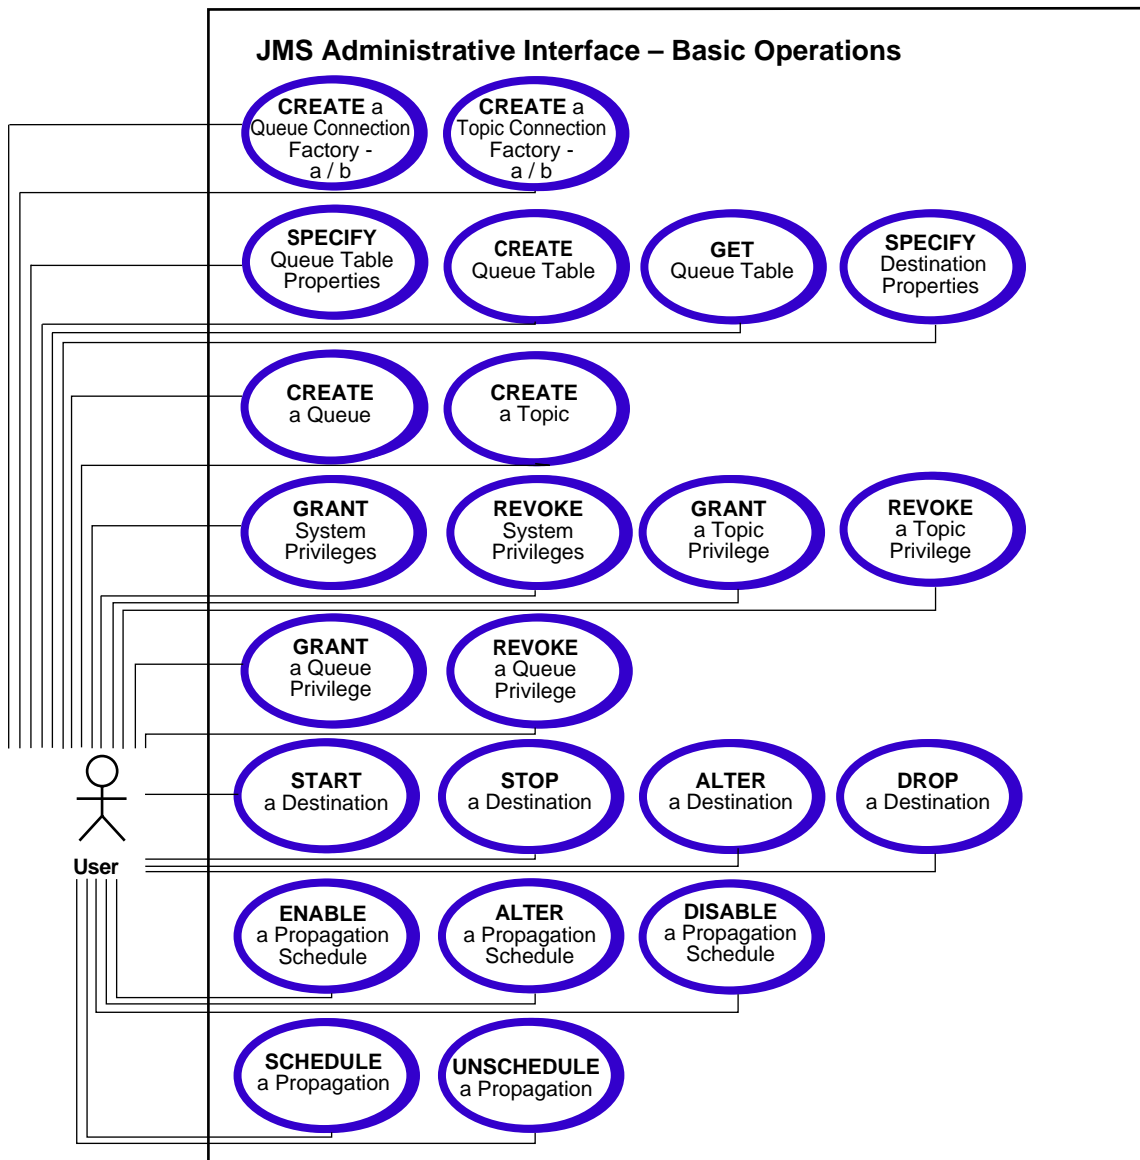 JMS Administrative Interface – Basic Operations
CREATE a
Queue Connection
Factory -
a / b
CREATE a
Topic Connection
Factory -
a / b
SPECIFY
Queue Table
Properties
CREATE
Queue Table
GET
Queue Table
SPECIFY
Destination
Properties
CREATE
a Queue
CREATE
a Topic
GRANT
System
Privileges
REVOKE
System
Privileges
GRANT
a Topic
Privilege
REVOKE
a Topic
Privilege
GRANT
a Queue
Privilege
REVOKE
a Queue
Privilege
START
a Destination
STOP
a Destination
ALTER
a Destination
DROP
a Destination
User
ENABLE
a Propagation
Schedule
ALTER
a Propagation
Schedule
DISABLE
a Propagation
Schedule
SCHEDULE
a Propagation
UNSCHEDULE
a Propagation